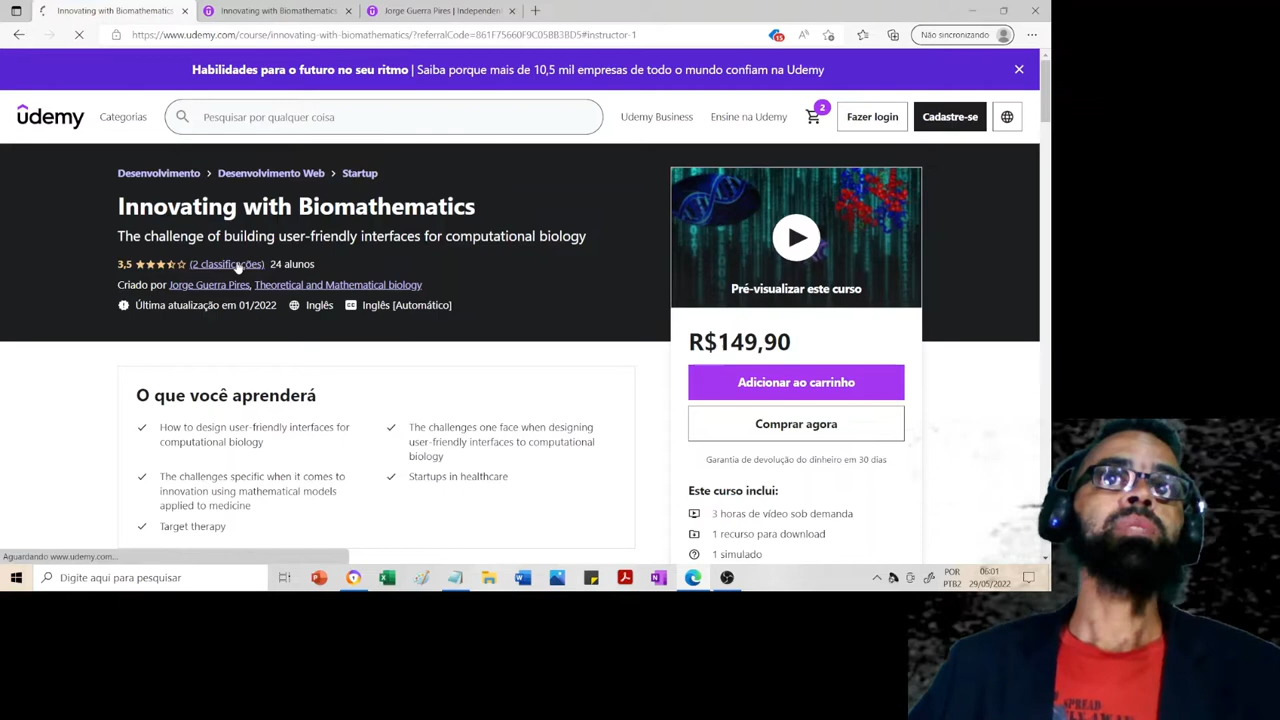 Innovating with Biomathematics
Innovating with Biomathematics
Jorge Guerra Pires | Independen
https://www.udemy.com/course/innovating-with-biomathematics/?referralCode=861F75660F9C05BB3BD5#instructor-1
15
Não sincronizando
Habilidades para o futuro no seu ritmo | Saiba porque mais de 10,5 mil empresas de todo o mundo confiam na Udemy
udemy
Categorias
Pesquisar por qualquer coisa
Udemy Business
Ensine na Udemy
2
Fazer login
Cadastre-se
Desenvolvimento > Desenvolvimento Web > Startup
Innovating with Biomathematics
The challenge of building user-friendly interfaces for computational biology
3,5 (2 classificações) 24 alunos
Criado por Jorge Guerra Pires, Theoretical and Mathematical biology
Última atualização em 01/2022 Inglês CC Inglês [Automático]
Pré-visualizar este curso
R$149,90
Adicionar ao carrinho
Comprar agora
Garantia de devolução do dinheiro em 30 dias
Este curso inclui:
3 horas de vídeo sob demanda
1 recurso para download
1 simulado
O que você aprenderá
How to design user-friendly interfaces for
computational biology
The challenges one face when designing
user-friendly interfaces to computational
biology
The challenges specific when it comes to
innovation using mathematical models
applied to medicine
Startups in healthcare
Target therapy
Aguardando www.udemy.com...
Digite aqui para pesquisar
POR
PTB2
06:01
29/05/2022
SPREAD